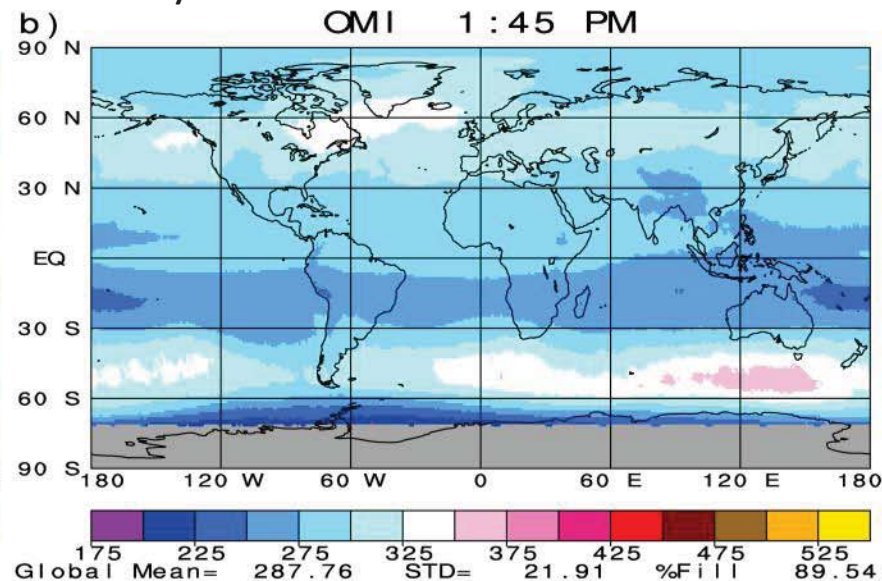 b) OMI 1:45 PM
90 N
60 N
30 N
EQ
30 S
60 S
90 S
180 120 W 60 W 0 60 E 120 E 180
175 225 275 325 375 425 475 525
Global Mean= 287.76 STD= 21.91 %Fill 89.54